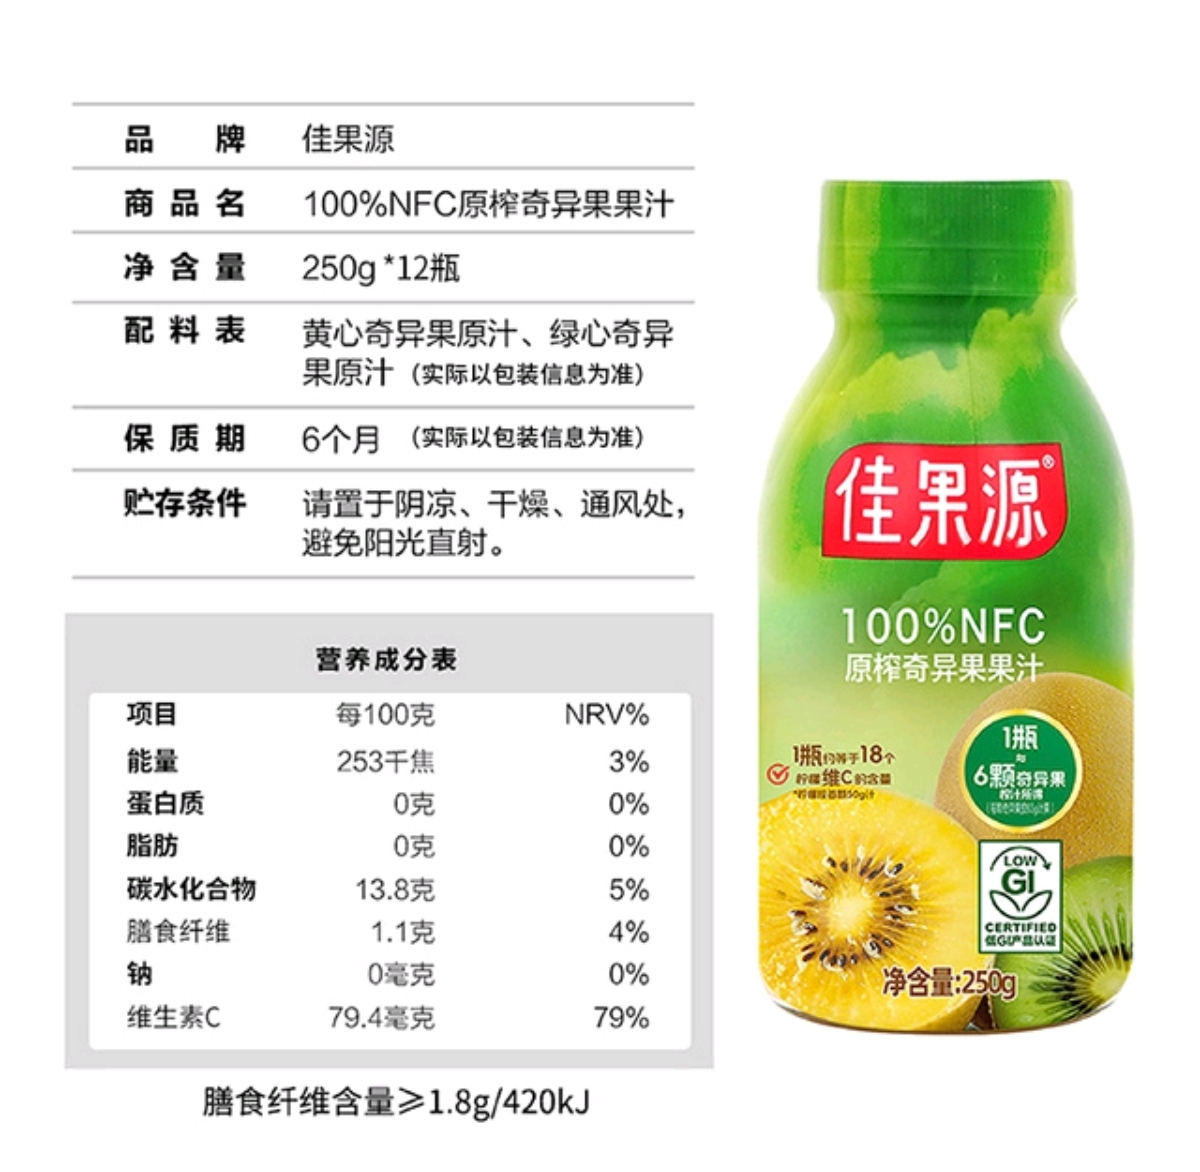 品 牌 佳果源
商品名 100%NFC原榨奇异果果汁
净含量 250g*12瓶
配料表 黄心奇异果原汁、绿心奇异
果原汁（实际以包装信息为准）
保质期 6个月（实际以包装信息为准）
贮存条件 请置于阴凉、干燥、通风处，
避免阳光直射。
营养成分表
项目 每100克 NRV%
能量 253千焦 3%
蛋白质 0克 0%
脂肪 0克 0%
碳水化合物 13.8克 5%
膳食纤维 1.1克 4%
钠 0毫克 0%
维生素C 79.4毫克 79%
膳食纤维含量≥1.8g/420kJ
佳果源®
100%NFC
原榨奇异果果汁
1瓶约等于18个
柠檬维C的含量
1瓶
6颗奇异果
榨汁所得
LOW
GI
CERTIFIED
低GI产品认证
净含量:250g